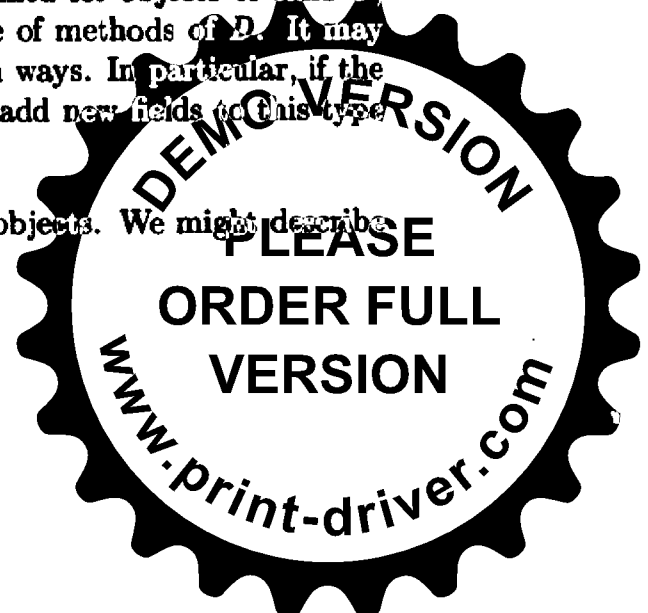 e of methods of D. It may
n ways. In particular, if the
add new fields to this type
objects. We might describe
DEMO VERSION
PLEASE
ORDER FULL
VERSION
www.print-driver.com